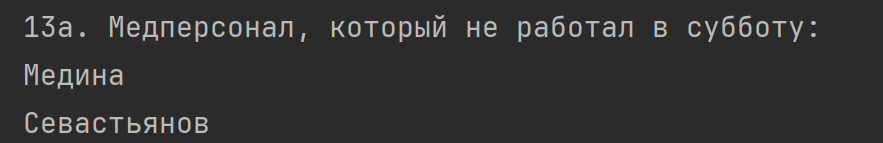 13а. Медперсонал, который не работал в субботу:
Медина
Севастьянов